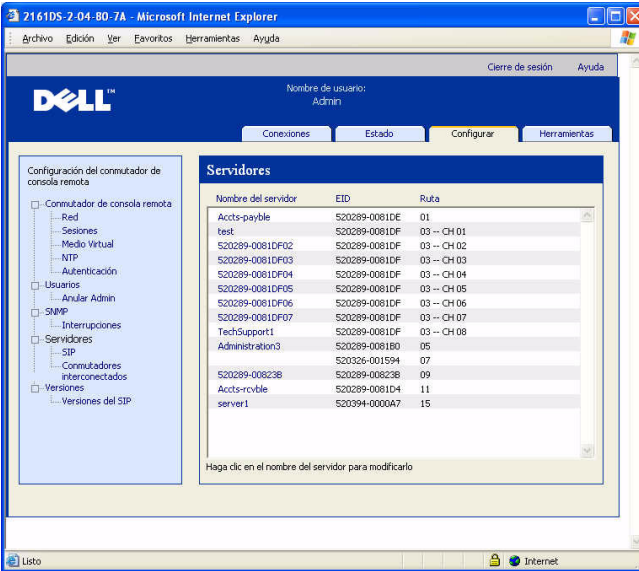 2161DS-2-04-80-7A - Microsoft Internet Explorer
Archivo Edición Ver Favoritos Herramientas Ayuda
Cierre de sesión Ayuda
DELL™
Nombre de usuario:
Admin
Conexiones Estado Configurar Herramientas
Configuración del conmutador de
consola remota
Conmutador de consola remota
Red
Sesiones
Medio Virtual
NTP
Autenticación
Usuarios
Anular Admin
SNMP
Interrupciones
Servidores
SIP
Conmutadores
interconectados
Versiones
Versiones del SIP
Servidores
Nombre del servidor EID Ruta
Accts-payble 520289-0081DE 01
test 520289-0081DF 03 -- CH 01
520289-0081DF02 520289-0081DF 03 -- CH 02
520289-0081DF03 520289-0081DF 03 -- CH 03
520289-0081DF04 520289-0081DF 03 -- CH 04
520289-0081DF05 520289-0081DF 03 -- CH 05
520289-0081DF06 520289-0081DF 03 -- CH 06
520289-0081DF07 520289-0081DF 03 -- CH 07
TechSupport1 520289-0081DF 03 -- CH 08
Administration3 520289-0081B0 05
520326-001594 07
520289-00823B 520289-00823B 09
Accts-rcvble 520289-0081D4 11
server1 520394-0000A7 15
Haga clic en el nombre del servidor para modificarlo
Listo Internet